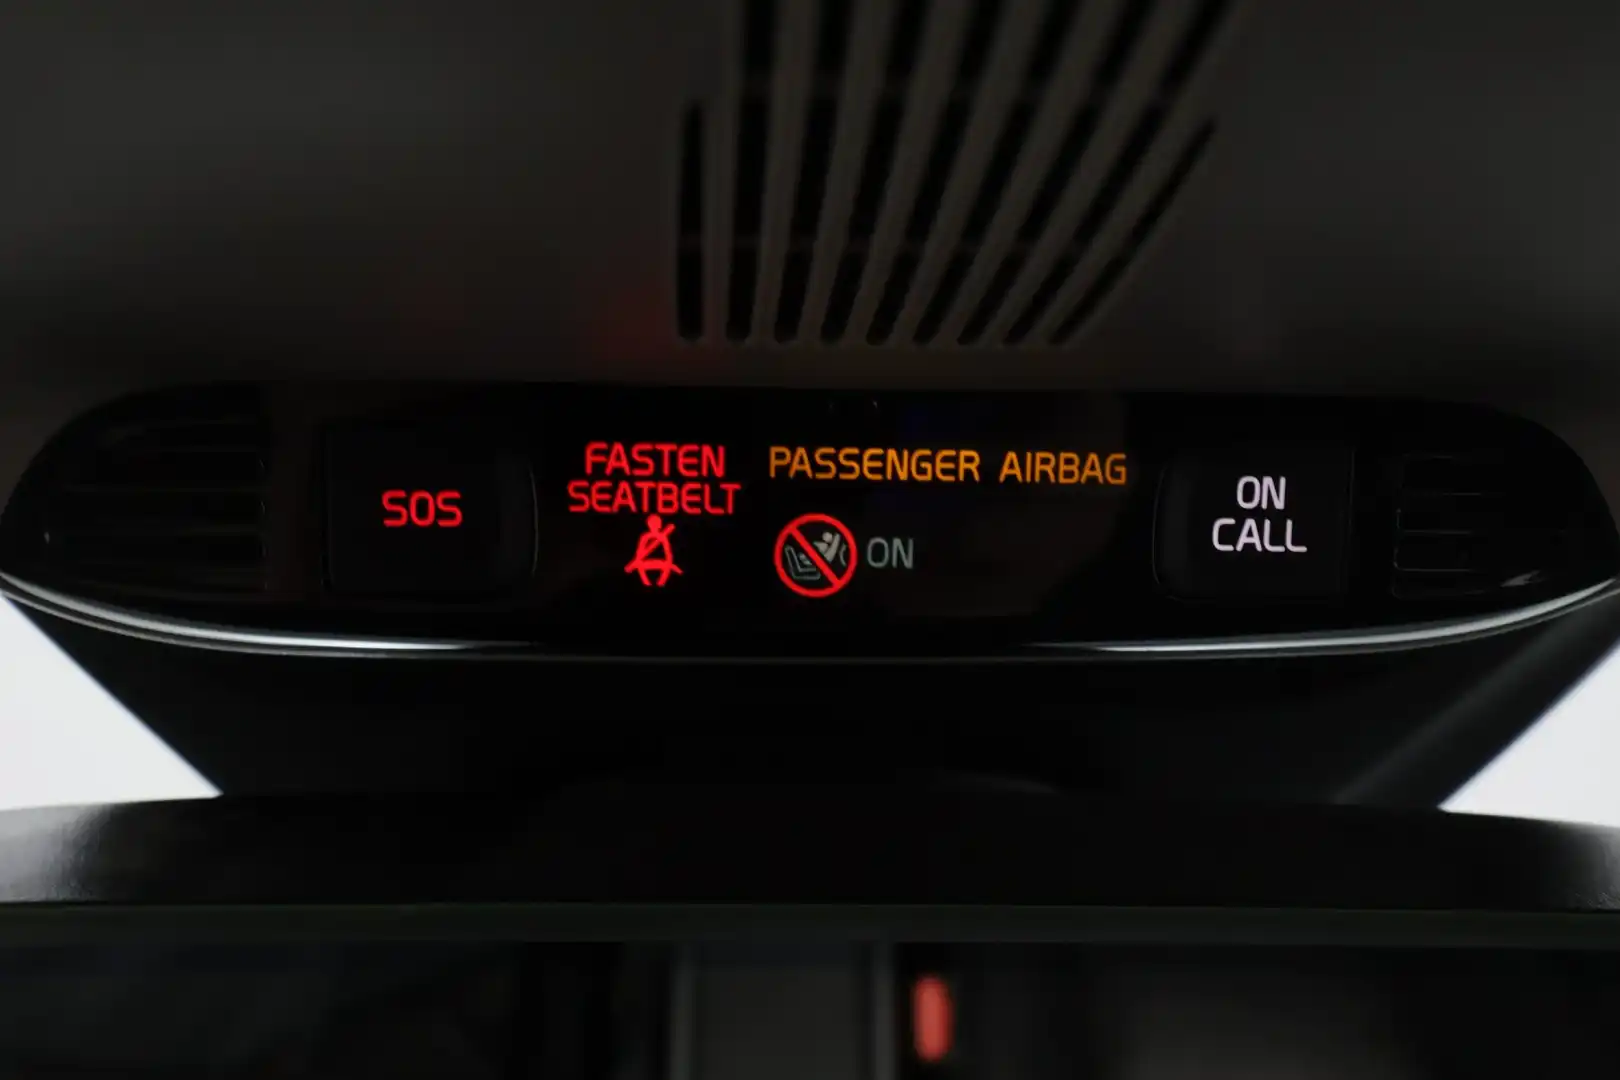 SOS
FASTEN
SEATBELT
PASSENGER AIRBAG
ON
ON
CALL